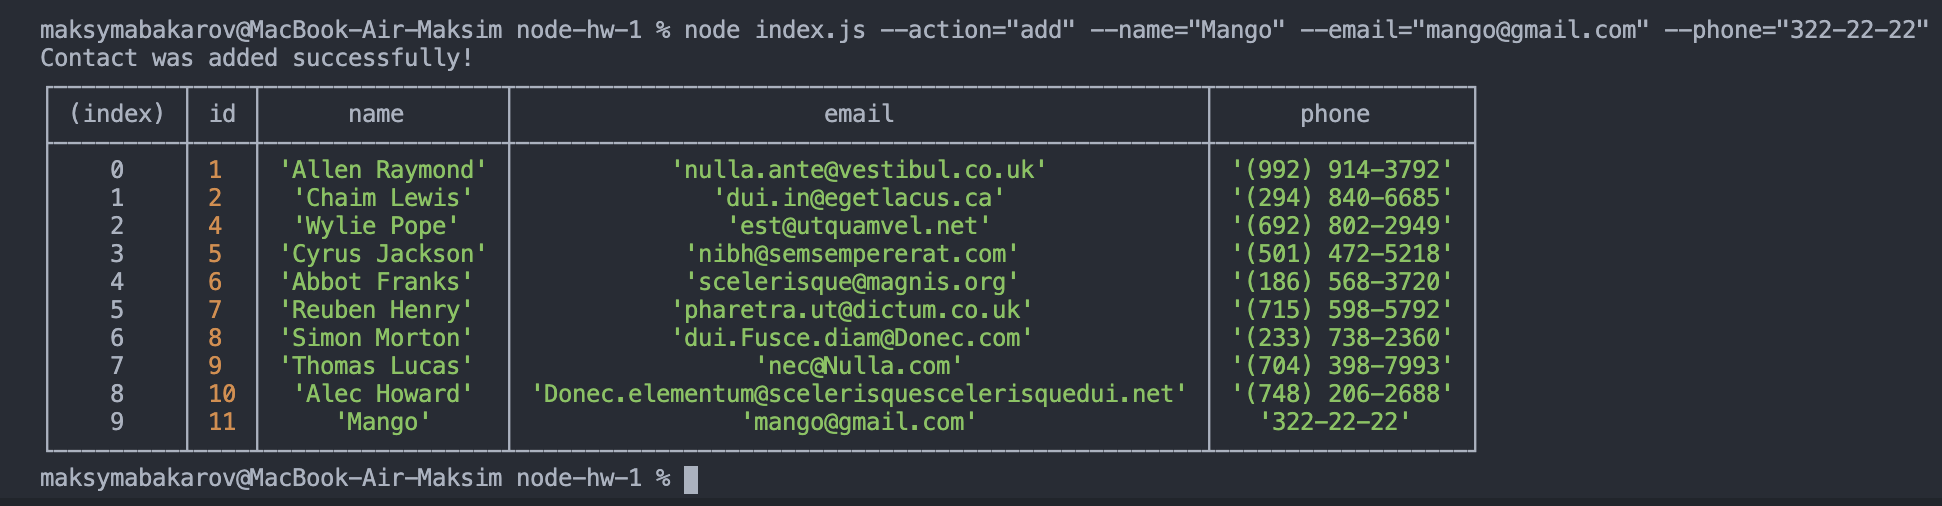 maksymabakarov@MacBook-Air-Maksim node-hw-1 % node index.js --action="add" --name="Mango" --email="mango@gmail.com" --phone="322-22-22"
Contact was added successfully!
(index) id name email phone
0 1 'Allen Raymond' 'nulla.ante@vestibul.co.uk' '(992) 914-3792'
1 2 'Chaim Lewis' 'dui.in@egetlacus.ca' '(294) 840-6685'
2 4 'Wylie Pope' 'est@utquamvel.net' '(692) 802-2949'
3 5 'Cyrus Jackson' 'nibh@semsempererat.com' '(501) 472-5218'
4 6 'Abbot Franks' 'scelerisque@magnis.org' '(186) 568-3720'
5 7 'Reuben Henry' 'pharetra.ut@dictum.co.uk' '(715) 598-5792'
6 8 'Simon Morton' 'dui.Fusce.diam@Donec.com' '(233) 738-2360'
7 9 'Thomas Lucas' 'nec@Nulla.com' '(704) 398-7993'
8 10 'Alec Howard' 'Donec.elementum@scelerisquescelerisquedui.net' '(748) 206-2688'
9 11 'Mango' 'mango@gmail.com' '322-22-22'
maksymabakarov@MacBook-Air-Maksim node-hw-1 %